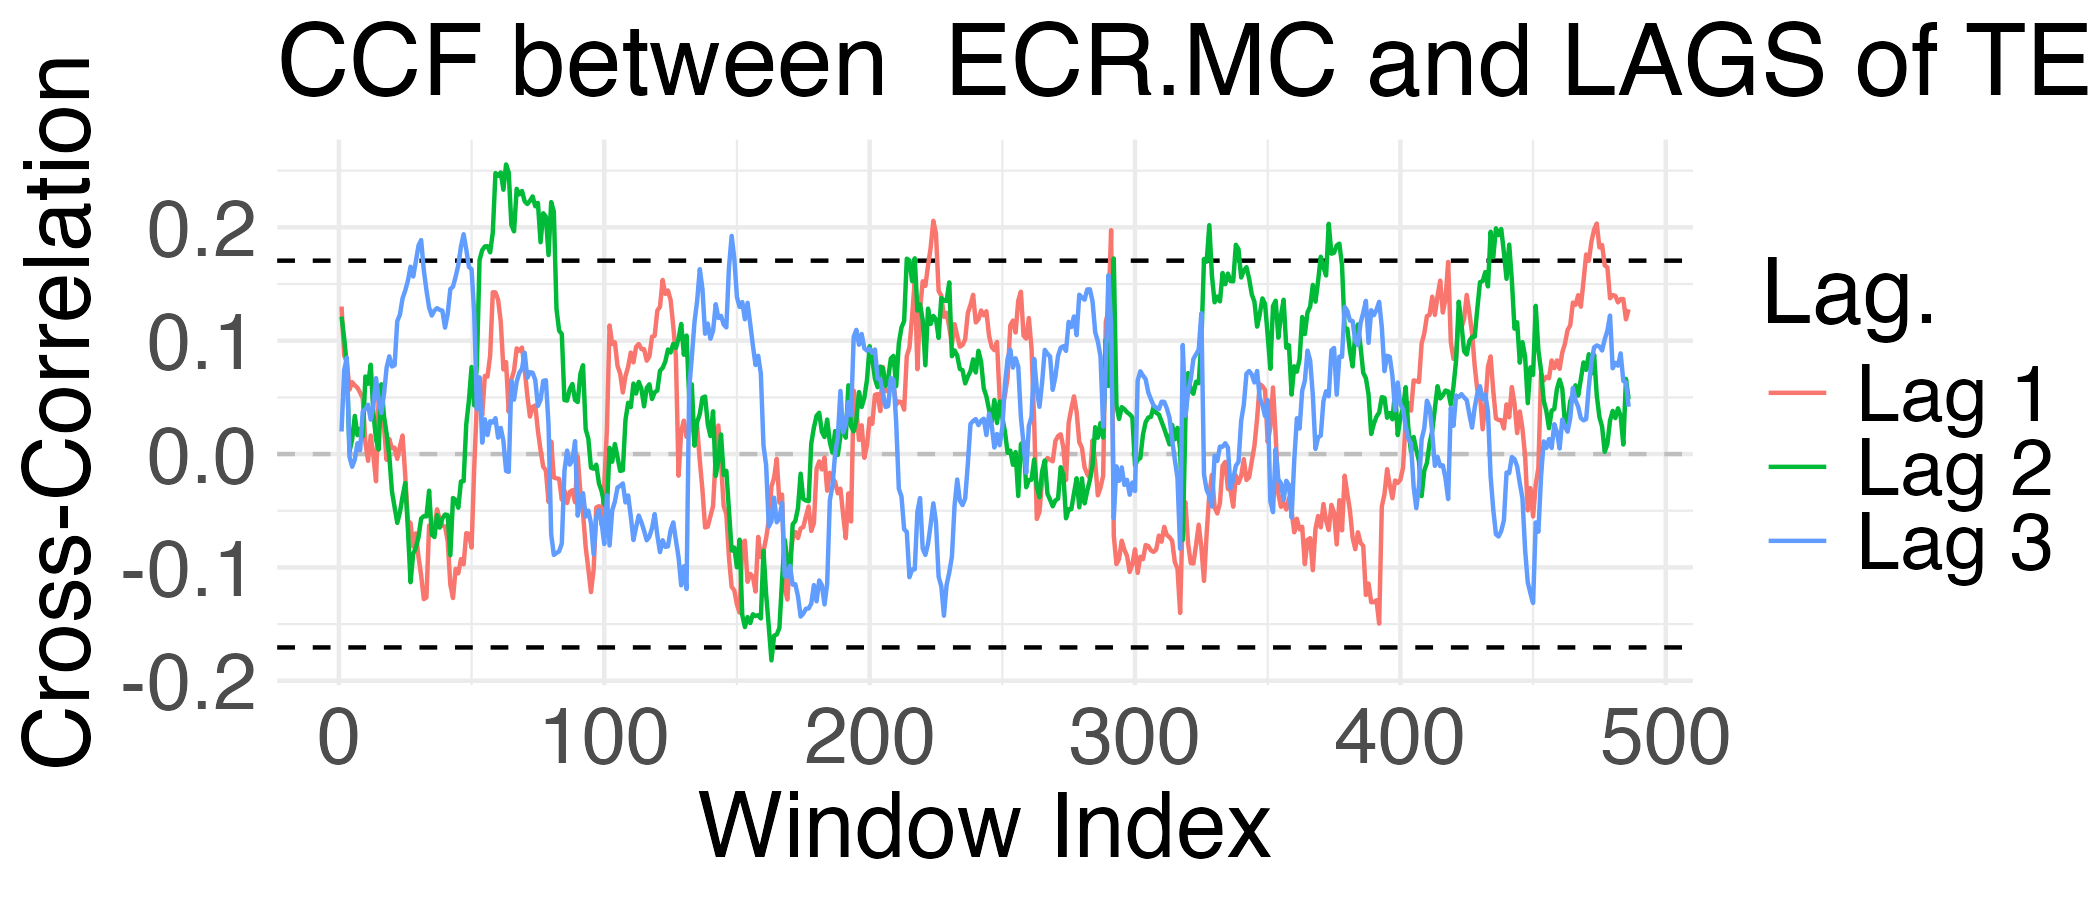 CCF between  ECR.MC and LAGS of TE
Cross-Correlation
0.2
0.1
0.0
-0.1
-0.2
0 100 200 300 400 500
Window Index
Lag.
Lag 1
Lag 2
Lag 3